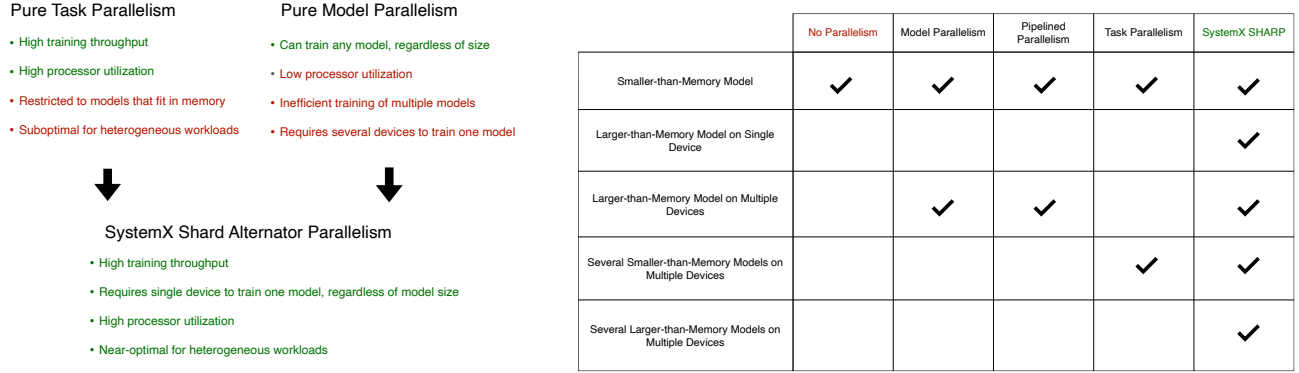 Pure Task Parallelism
• High training throughput
• High processor utilization
• Restricted to models that fit in memory
• Suboptimal for heterogeneous workloads
Pure Model Parallelism
• Can train any model, regardless of size
• Low processor utilization
• Inefficient training of multiple models
• Requires several devices to train one model
SystemX Shard Alternator Parallelism
• High training throughput
• Requires single device to train one model, regardless of model size
• High processor utilization
• Near-optimal for heterogeneous workloads
No Parallelism
Model Parallelism
Pipelined
Parallelism
Task Parallelism
SystemX SHARP
Smaller-than-Memory Model
Larger-than-Memory Model on Single
Device
Larger-than-Memory Model on Multiple
Devices
Several Smaller-than-Memory Models on
Multiple Devices
Several Larger-than-Memory Models on
Multiple Devices